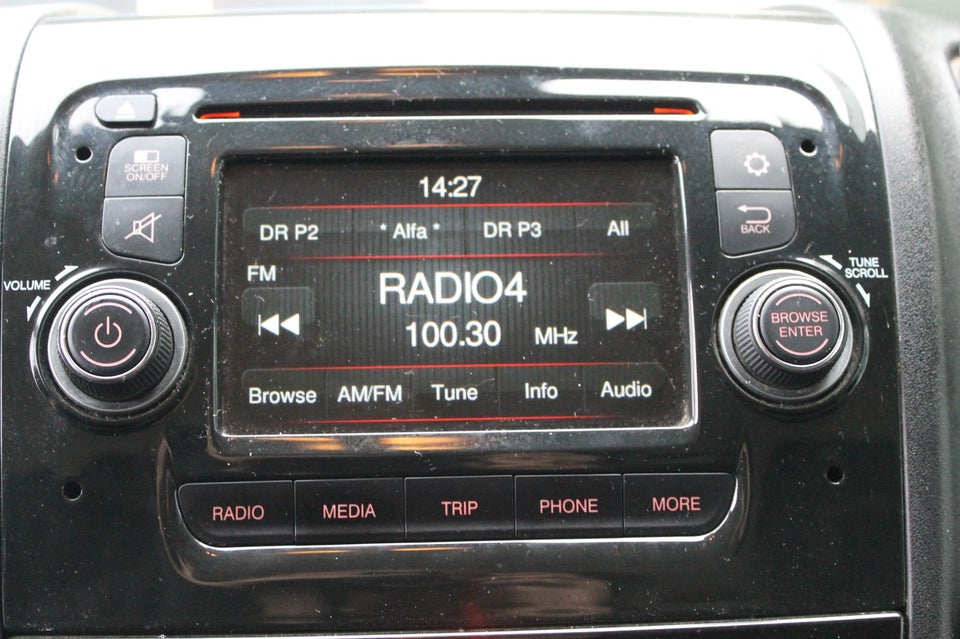 SCREEN
ON/OFF
VOLUME
14:27
DR P2 * Alfa * DR P3 All
FM
RADIO4
100.30 MHz
Browse AM/FM Tune Info Audio
BACK
TUNE
SCROLL
BROWSE
ENTER
RADIO MEDIA TRIP PHONE MORE